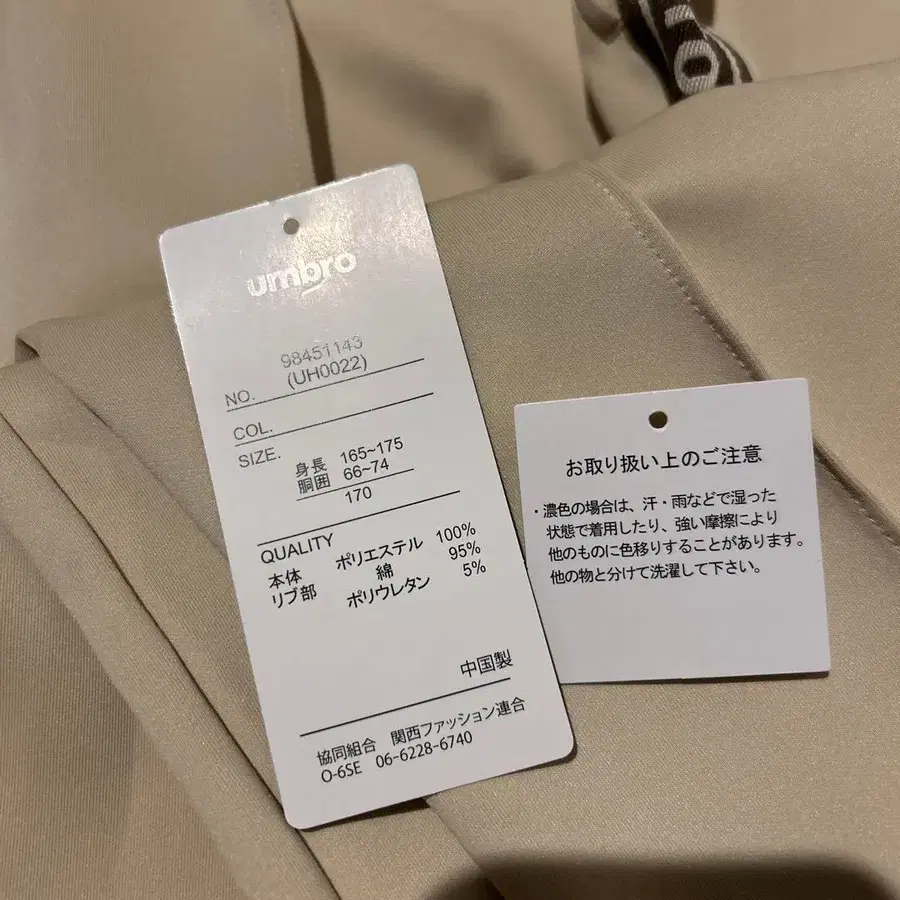 umbro
98451143
NO. (UH0022)
COL.
SIZE.
身長 165~175
胴囲 66~74
170
QUALITY
本体 ポリエステル 100%
リブ部 綿 95%
ポリウレタン 5%
中国製
協同組合 関西ファッション連合
O-6SE 06-6228-6740
お取り扱い上のご注意
・濃色の場合は、汗・雨などで湿った
状態で着用したり、強い摩擦により
他のものに色移りすることがあります。
他の物と分けて洗濯して下さい。